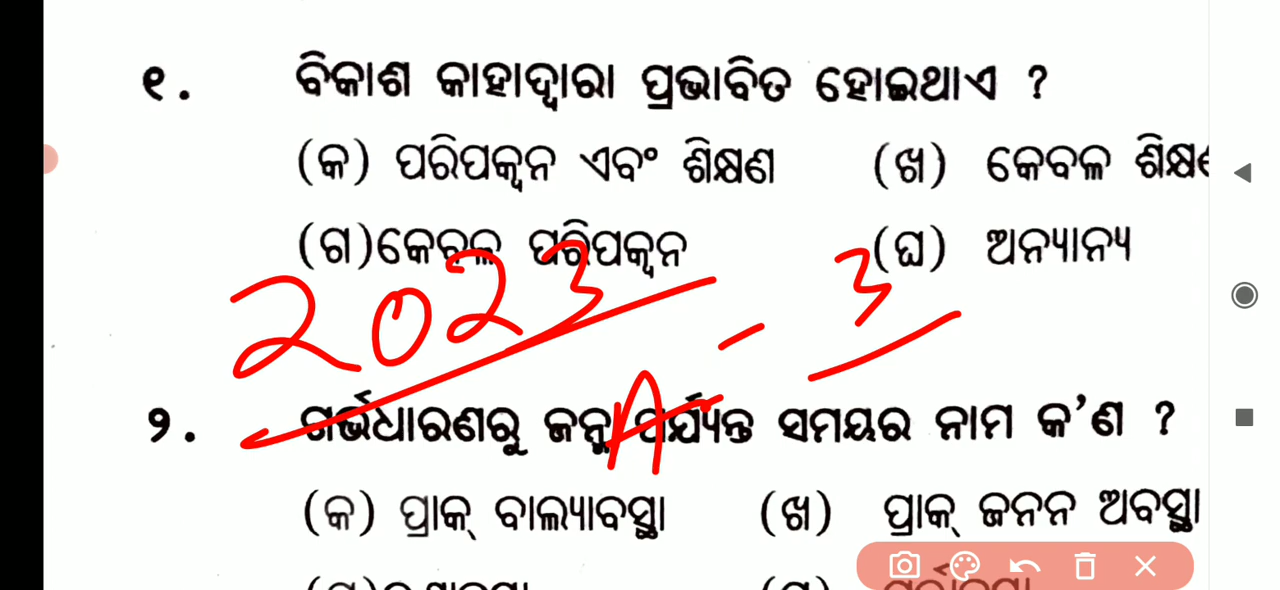 ୧. ବିକାଶ କାହାଦ୍ୱାରା ପ୍ରଭାବିତ ହୋଇଥାଏ ?
(କ) ପରିପକ୍ୱନ ଏବଂ ଶିକ୍ଷଣ (ଖ) କେବଳ ଶିକ୍ଷଣ
(ଗ) କେବଳ ପରିପକ୍ୱନ (ଘ) ଅନ୍ୟାନ୍ୟ
2023 - 3
A
୨. ଗର୍ଭଧାରଣରୁ ଜନ୍ମ ପର୍ଯ୍ୟନ୍ତ ସମୟର ନାମ କ'ଣ ?
(କ) ପ୍ରାକ୍ ବାଲ୍ୟାବସ୍ଥା (ଖ) ପ୍ରାକ୍ ଜନନ ଅବସ୍ଥା